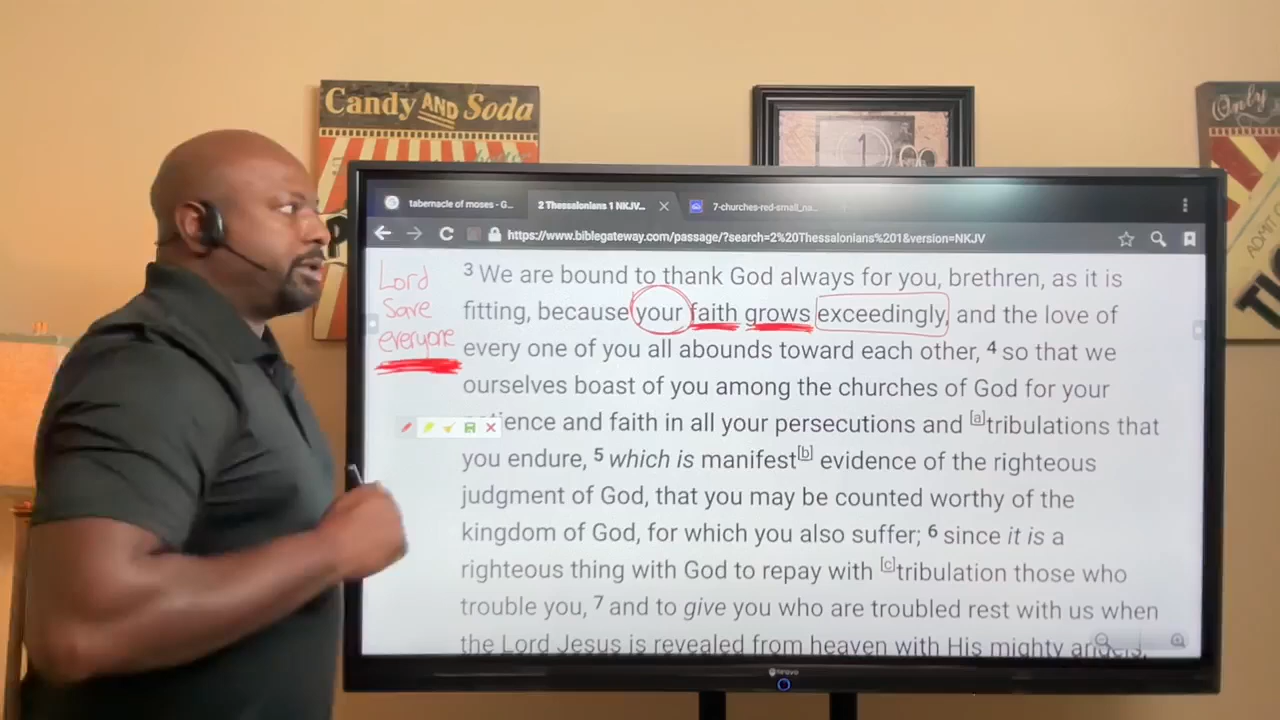 Candy AND Soda
Only
1
tabernacle of moses - G...
2 Thessalonians 1 NKJV...
7-churches-red-small_na...
https://www.biblegateway.com/passage/?search=2%20Thessalonians%201&version=NKJV
Lord
Save
everyone
3 We are bound to thank God always for you, brethren, as it is
fitting, because your faith grows exceedingly, and the love of
every one of you all abounds toward each other, 4 so that we
ourselves boast of you among the churches of God for your
patience and faith in all your persecutions and [a]tribulations that
you endure, 5 which is manifest[b] evidence of the righteous
judgment of God, that you may be counted worthy of the
kingdom of God, for which you also suffer; 6 since it is a
righteous thing with God to repay with [c]tribulation those who
trouble you, 7 and to give you who are troubled rest with us when
the Lord Jesus is revealed from heaven with His mighty angels,
ADMIT